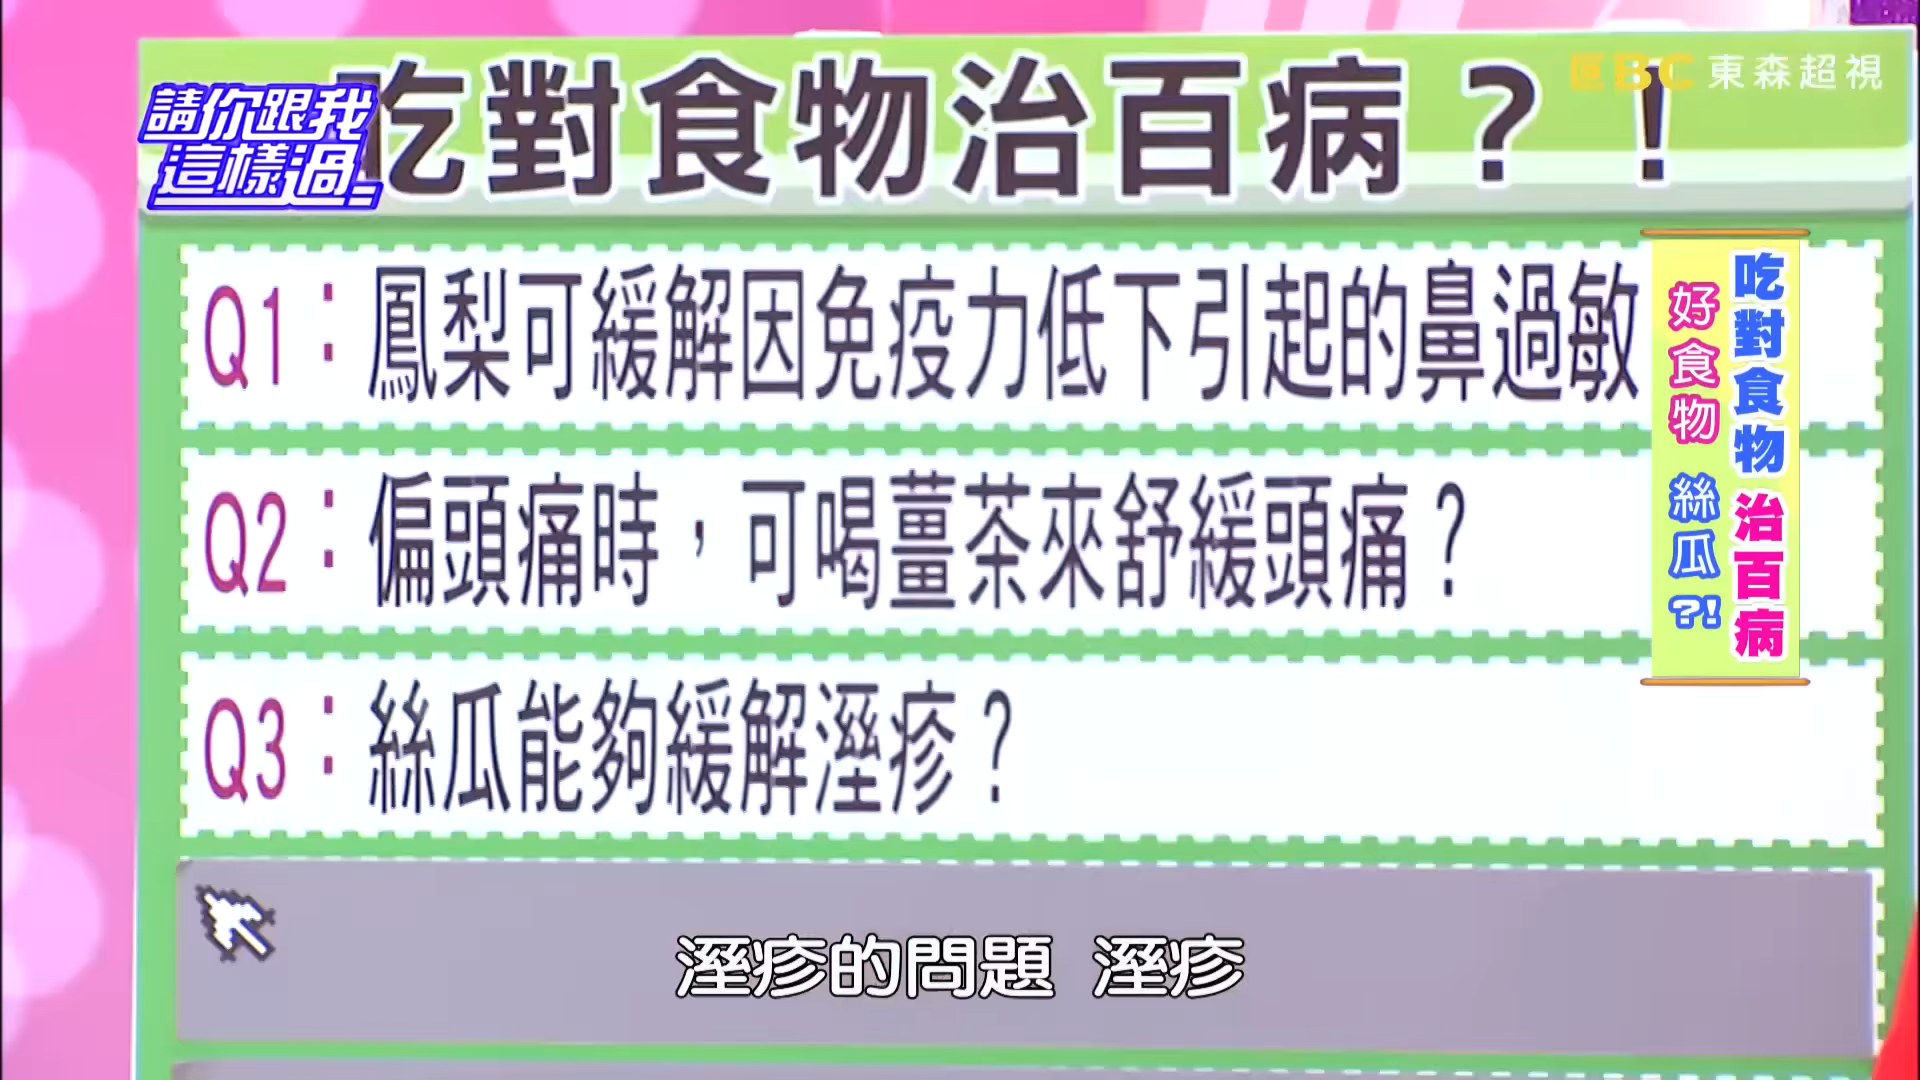 吃對食物治百病？！
請你跟我
這樣過
EBC 東森超視
Q1：鳳梨可緩解因免疫力低下引起的鼻過敏
Q2：偏頭痛時，可喝薑茶來舒緩頭痛？
Q3：絲瓜能夠緩解溼疹？
吃對食物 治百病
好食物 絲瓜?!
溼疹的問題 溼疹